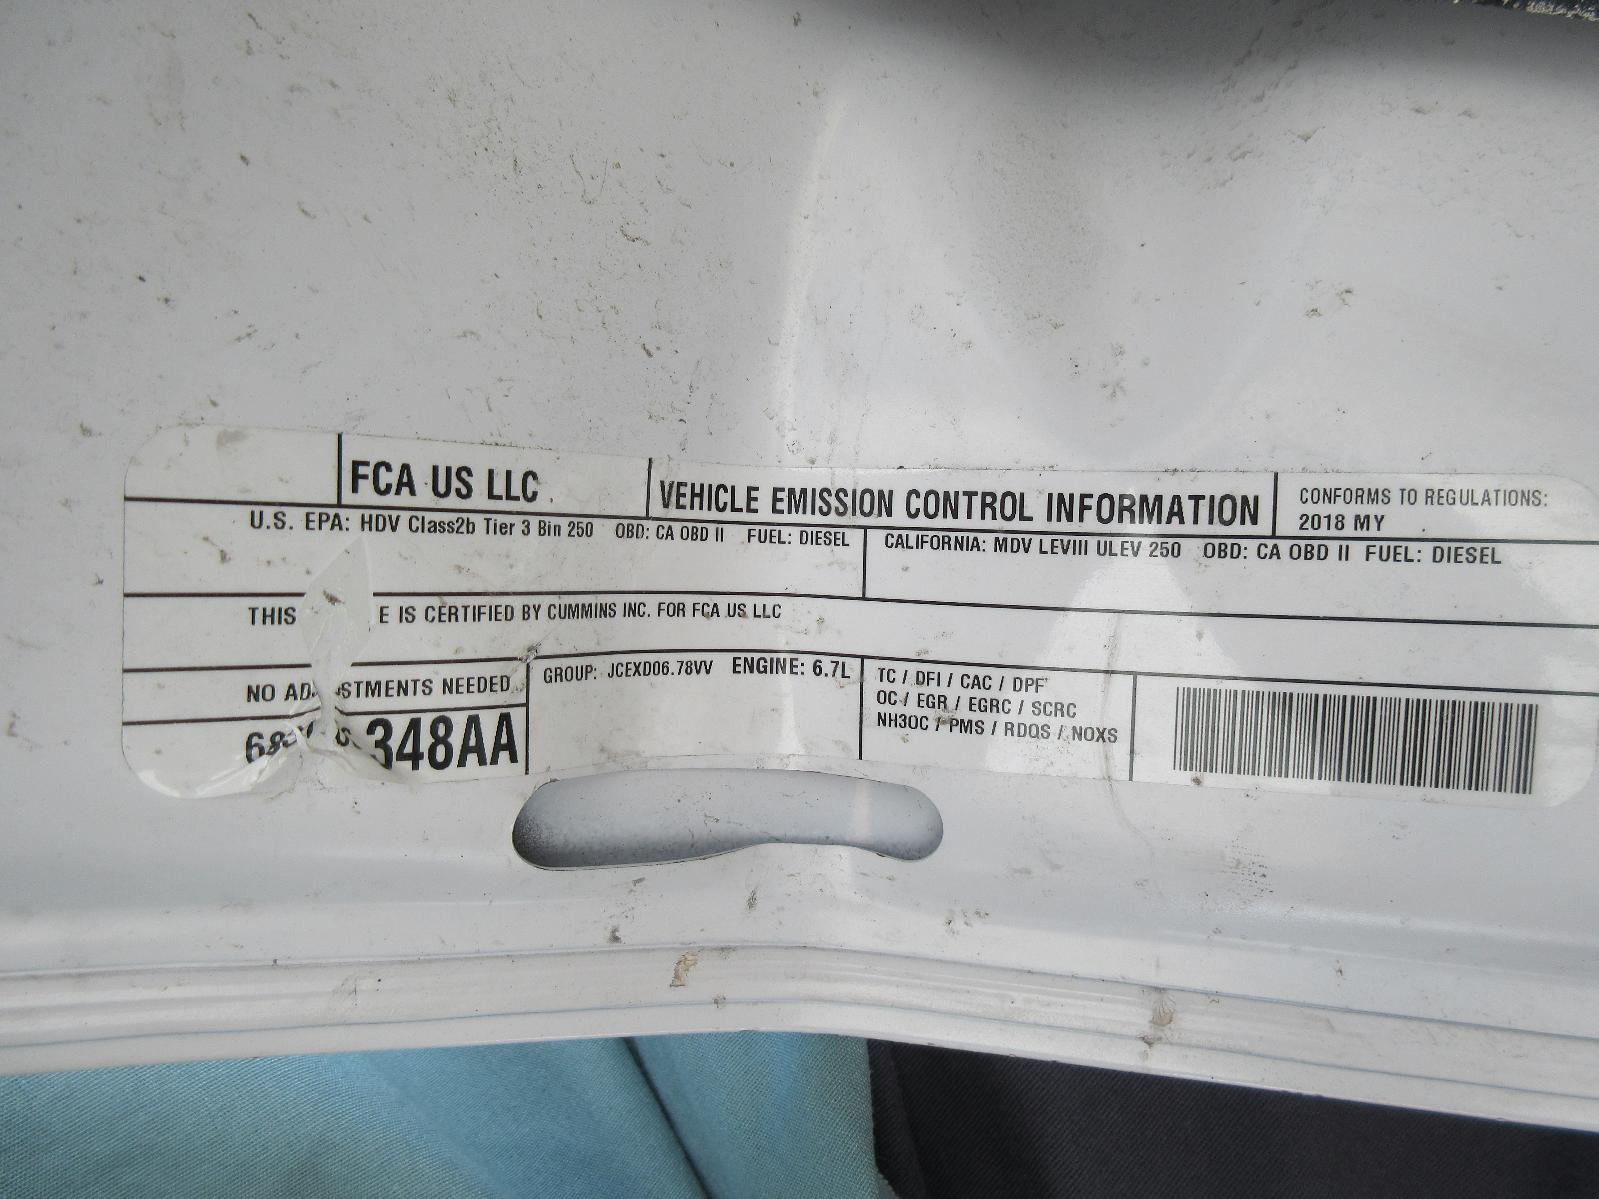 FCA US LLC
VEHICLE EMISSION CONTROL INFORMATION
CONFORMS TO REGULATIONS:
2018 MY
U.S. EPA: HDV Class2b Tier 3 Bin 250 OBD: CA OBD II FUEL: DIESEL
CALIFORNIA: MDV LEVIII ULEV 250 OBD: CA OBD II FUEL: DIESEL
THIS E IS CERTIFIED BY CUMMINS INC. FOR FCA US LLC
NO AD STMENTS NEEDED
348AA
GROUP: JCEXD06.78VV ENGINE: 6.7L
TC / DFI / CAC / DPF
OC / EGR / EGRC / SCRC
NH3OC / PMS / RDQS / NOXS